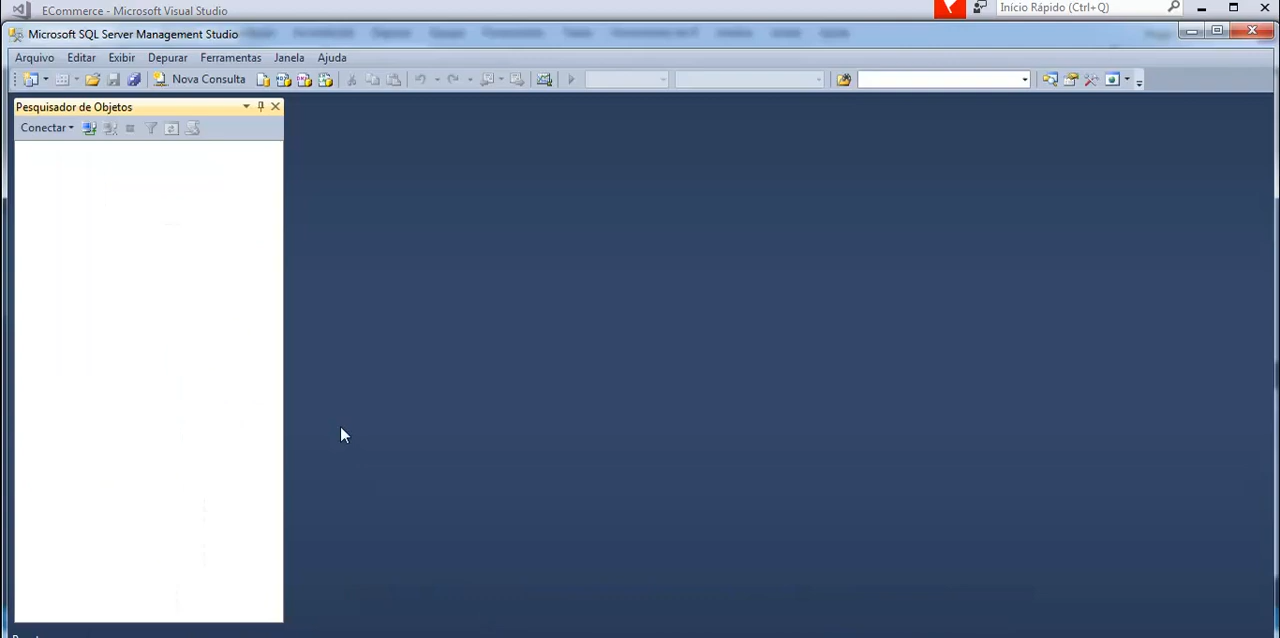 ECommerce - Microsoft Visual Studio
Início Rápido (Ctrl+Q)
Microsoft SQL Server Management Studio
Arquivo Editar Exibir Depurar Ferramentas Janela Ajuda
Nova Consulta
Pesquisador de Objetos
Conectar